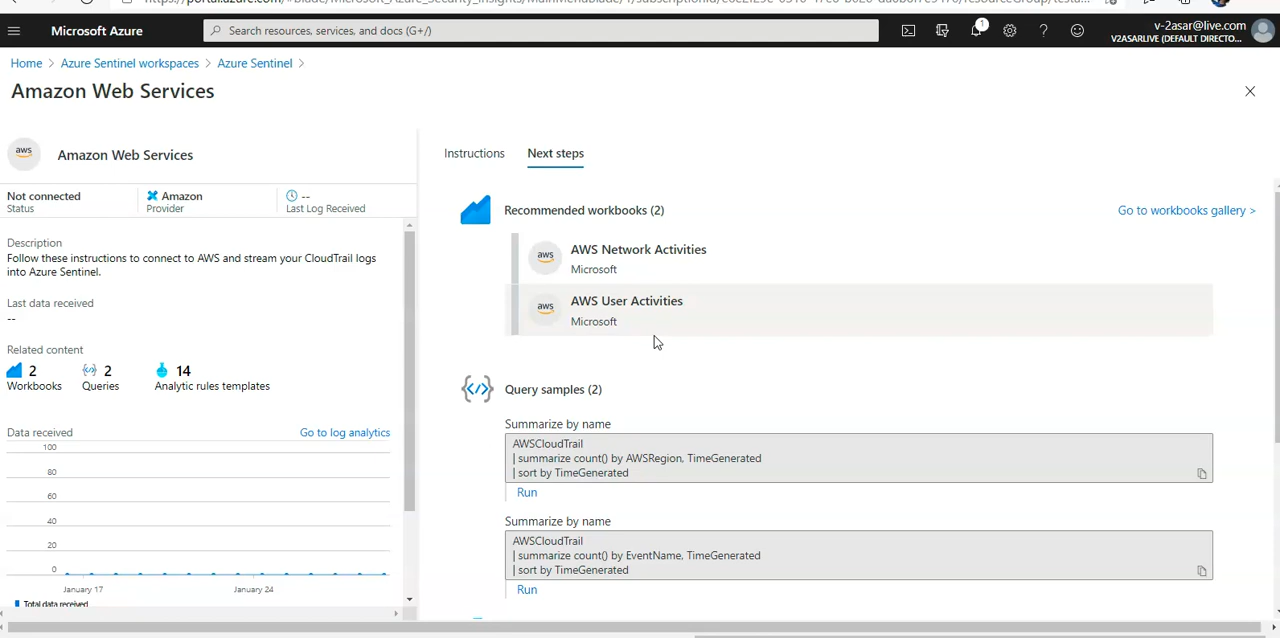 Microsoft Azure
Search resources, services, and docs (G+/)
1
v-2asar@live.com
V2ASARLIVE (DEFAULT DIRECTO...
Home > Azure Sentinel workspaces > Azure Sentinel >
Amazon Web Services
aws
Amazon Web Services
Not connected
Status
Amazon
Provider
--
Last Log Received
Description
Follow these instructions to connect to AWS and stream your CloudTrail logs
into Azure Sentinel.
Last data received
--
Related content
2
Workbooks
2
Queries
14
Analytic rules templates
Data received
Go to log analytics
100
80
60
40
20
0
January 17
January 24
Total data received
Instructions
Next steps
Recommended workbooks (2)
Go to workbooks gallery >
aws
AWS Network Activities
Microsoft
aws
AWS User Activities
Microsoft
Query samples (2)
Summarize by name
AWSCloudTrail
| summarize count() by AWSRegion, TimeGenerated
| sort by TimeGenerated
Run
Summarize by name
AWSCloudTrail
| summarize count() by EventName, TimeGenerated
| sort by TimeGenerated
Run